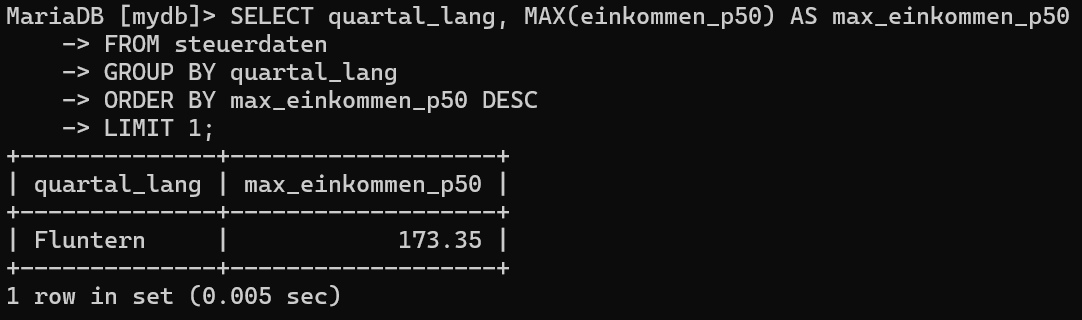 MariaDB [mydb]> SELECT quartal_lang, MAX(einkommen_p50) AS max_einkommen_p50
    -> FROM steuerdaten
    -> GROUP BY quartal_lang
    -> ORDER BY max_einkommen_p50 DESC
    -> LIMIT 1;
+--------------+-------------------+
| quartal_lang | max_einkommen_p50 |
+--------------+-------------------+
| Fluntern     |            173.35 |
+--------------+-------------------+
1 row in set (0.005 sec)